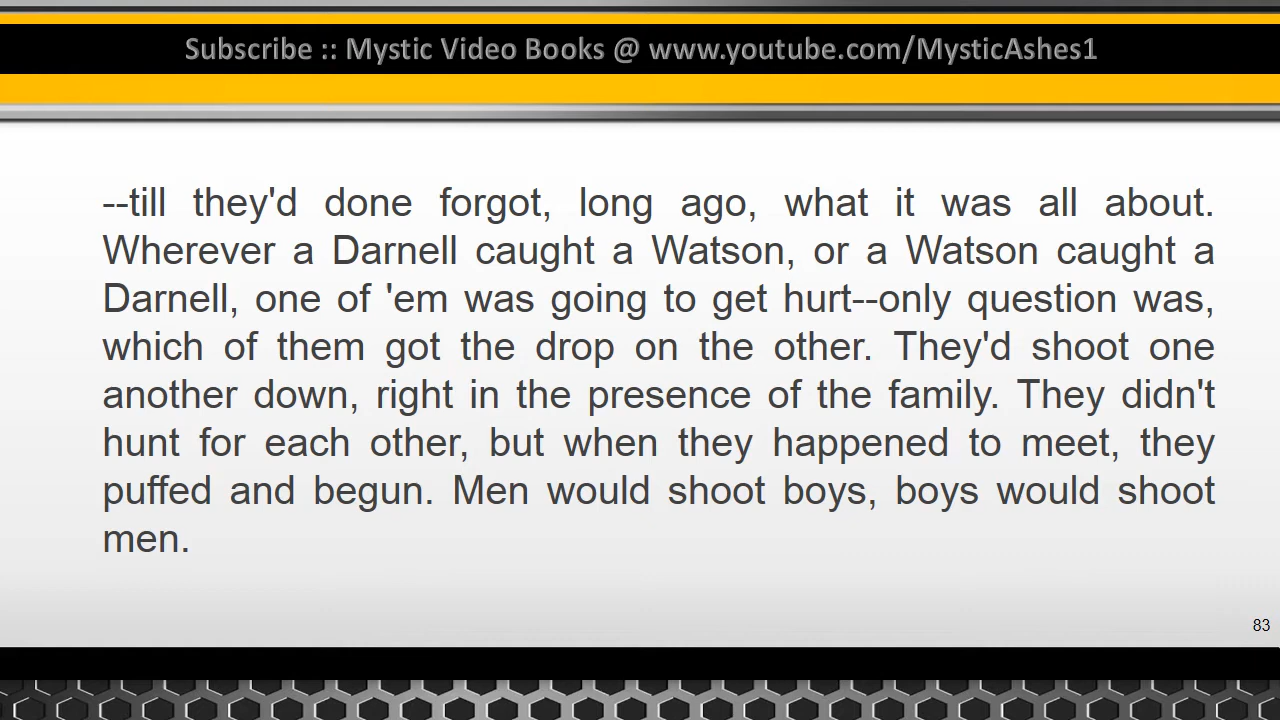 Subscribe :: Mystic Video Books @ www.youtube.com/MysticAshes1
--till they'd done forgot, long ago, what it was all about.
Wherever a Darnell caught a Watson, or a Watson caught a
Darnell, one of 'em was going to get hurt--only question was,
which of them got the drop on the other. They'd shoot one
another down, right in the presence of the family. They didn't
hunt for each other, but when they happened to meet, they
puffed and begun. Men would shoot boys, boys would shoot
men.
83